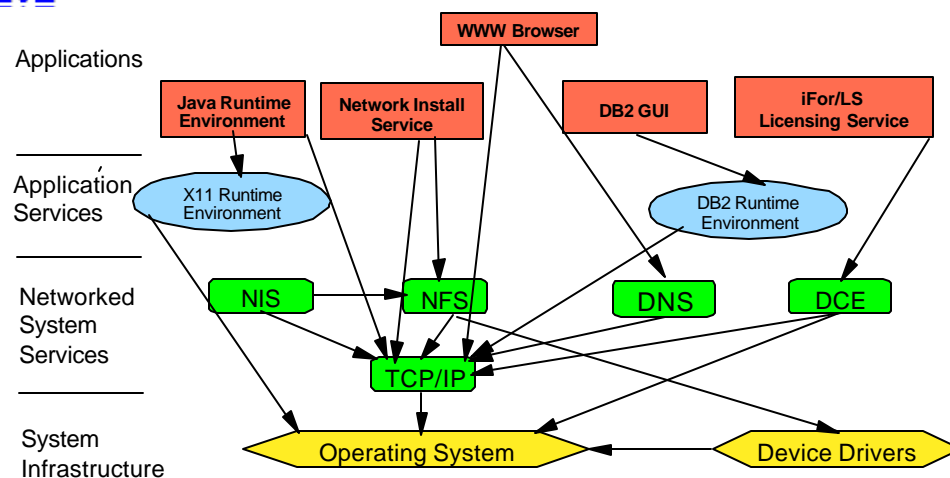 WWW Browser
Applications
Java Runtime
Environment
Network Install
Service
DB2 GUI
iFor/LS
Licensing Service
Application
Services
X11 Runtime
Environment
DB2 Runtime
Environment
Networked
System
Services
NIS
NFS
DNS
DCE
TCP/IP
System
Infrastructure
Operating System
Device Drivers